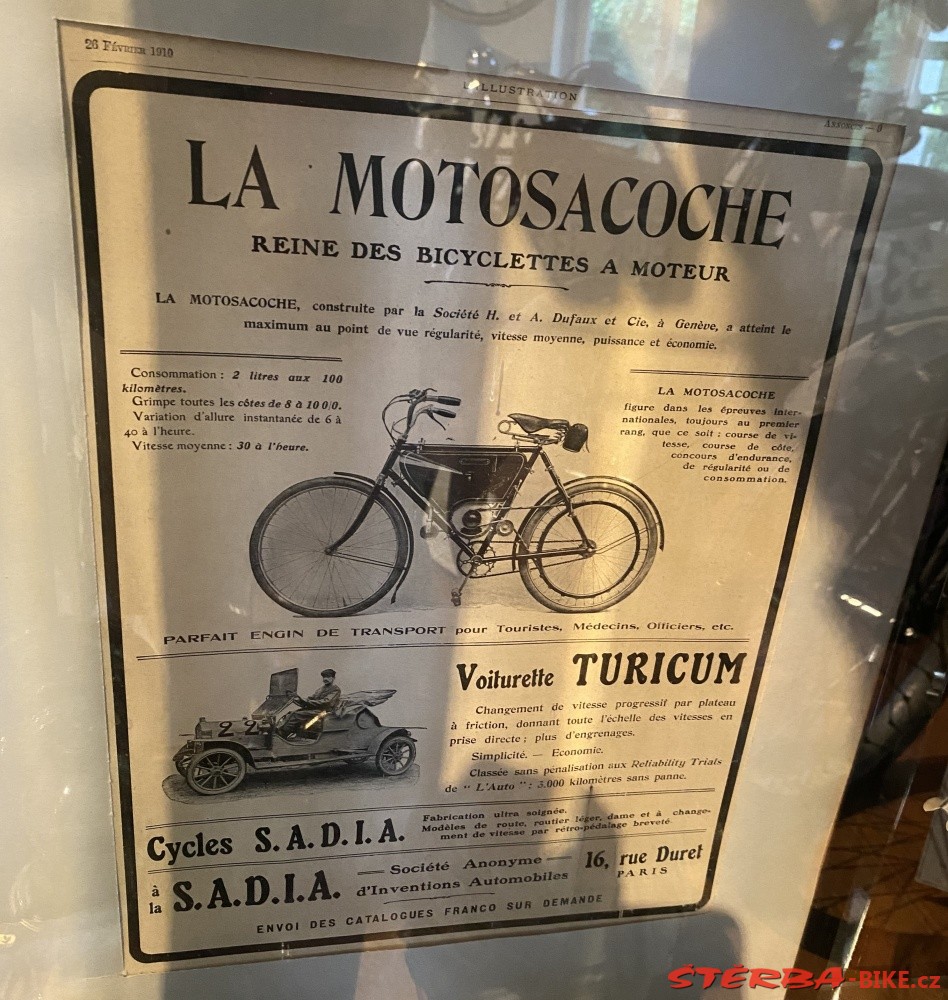 26 FÉVRIER 1910
L'ILLUSTRATION
ANNONCES — 3
LA MOTOSACOCHE
REINE DES BICYCLETTES A MOTEUR
LA MOTOSACOCHE, construite par la Société H. et A. Dufaux et Cie, à Genève, a atteint le
maximum au point de vue régularité, vitesse moyenne, puissance et économie.
Consommation : 2 litres aux 100
kilomètres.
Grimpe toutes les côtes de 8 à 10 0/0.
Variation d'allure instantanée de 6 à
40 à l'heure.
Vitesse moyenne : 30 à l'heure.
LA MOTOSACOCHE
figure dans les épreuves inter-
nationales, toujours au premier
rang, que ce soit : course de vi-
tesse, course de côte,
concours d'endurance,
de régularité ou de
consommation.
PARFAIT ENGIN DE TRANSPORT pour Touristes, Médecins, Officiers, etc.
22
Voiturette TURICUM
Changement de vitesse progressif par plateau
à friction, donnant toute l'échelle des vitesses en
prise directe ; plus d'engrenages.
Simplicité. — Economie.
Classée sans pénalisation aux Reliability Trials
de " L'Auto " : 3.000 kilomètres sans panne.
Cycles S.A.D.I.A.
Fabrication ultra soignée.
Modèles de route, routier léger, dame et à change-
ment de vitesse par rétro-pédalage breveté
à la S.A.D.I.A.
— Société Anonyme —
d'Inventions Automobiles
16, rue Duret
PARIS
ENVOI DES CATALOGUES FRANCO SUR DEMANDE
ŠTERBA-BIKE.cz